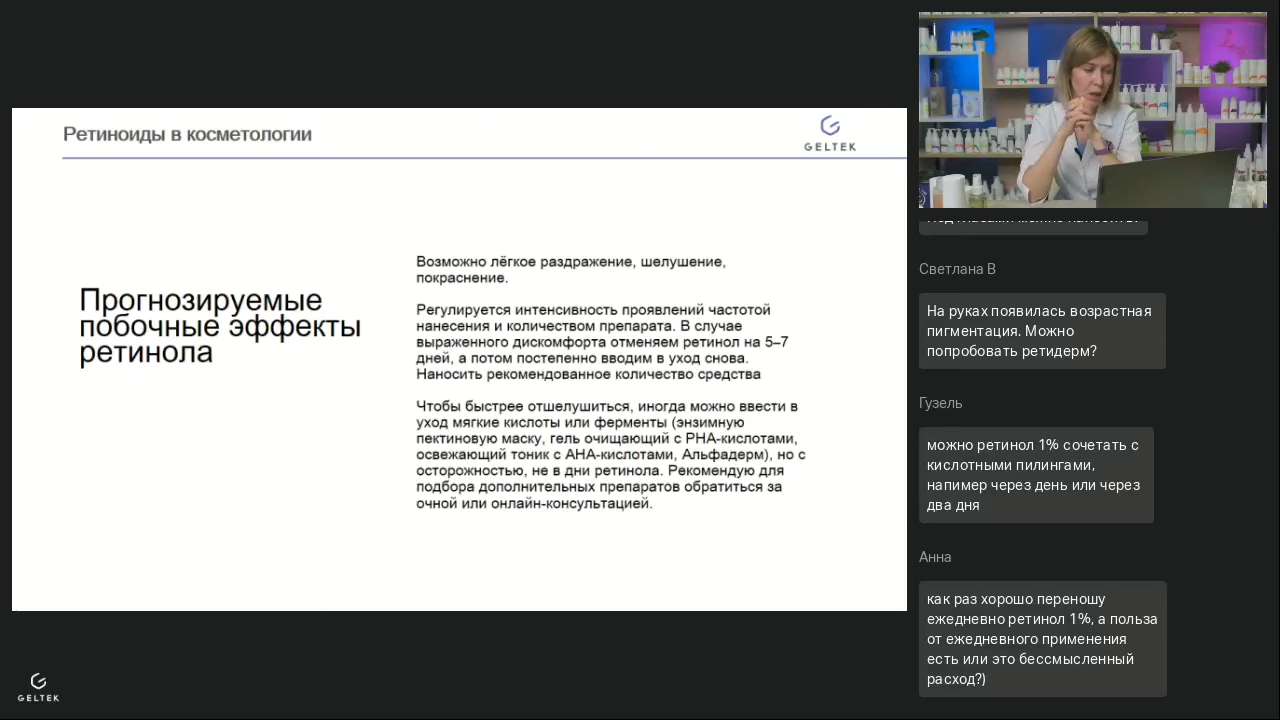 Ретиноиды в косметологии
GELTEK
Прогнозируемые
побочные эффекты
ретинола
Возможно лёгкое раздражение, шелушение,
покраснение.
Регулируется интенсивность проявлений частотой
нанесения и количеством препарата. В случае
выраженного дискомфорта отменяем ретинол на 5–7
дней, а потом постепенно вводим в уход снова.
Наносить рекомендованное количество средства
Чтобы быстрее отшелушиться, иногда можно ввести в
уход мягкие кислоты или ферменты (энзимную
пектиновую маску, гель очищающий с PHA-кислотами,
освежающий тоник с AHA-кислотами, Альфадерм), но с
осторожностью, не в дни ретинола. Рекомендую для
подбора дополнительных препаратов обратиться за
очной или онлайн-консультацией.
GELTEK
Светлана В
На руках появилась возрастная
пигментация. Можно
попробовать ретидерм?
Гузель
можно ретинол 1% сочетать с
кислотными пилингами,
напимер через день или через
два дня
Анна
как раз хорошо переношу
ежедневно ретинол 1%, а польза
от ежедневного применения
есть или это бессмысленный
расход?)